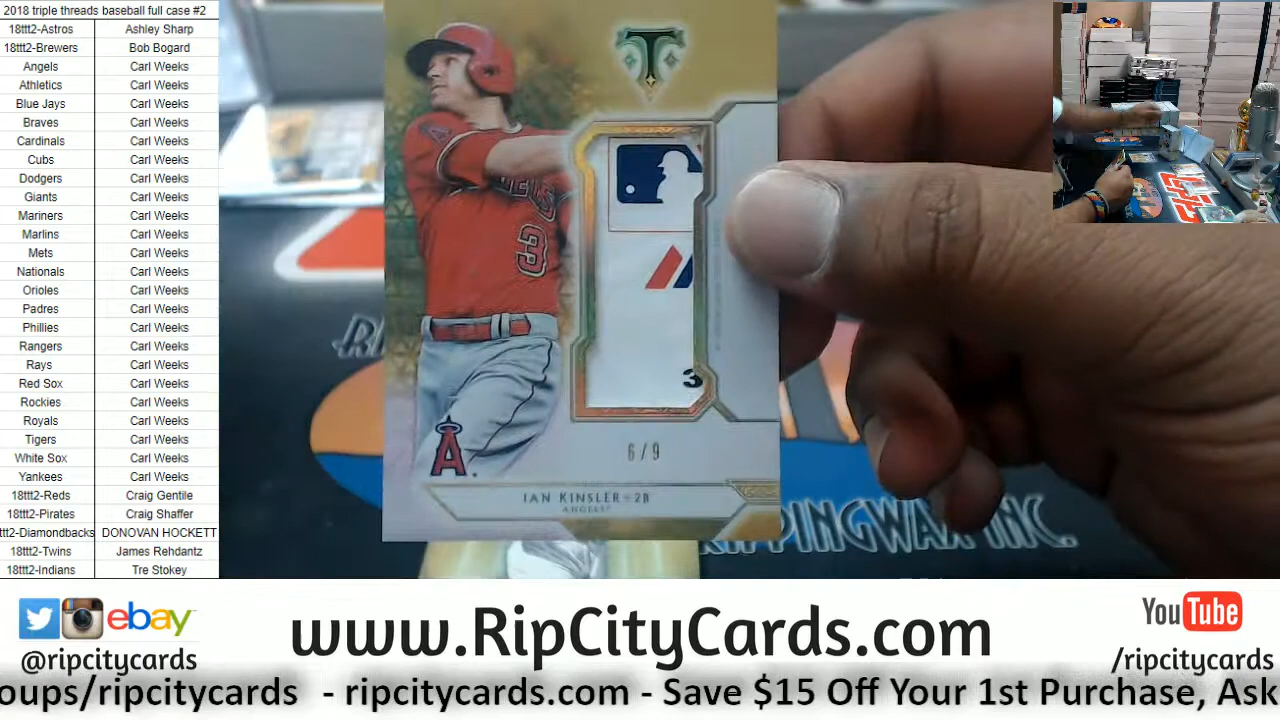 2018 triple threads baseball full case #2
18ttt2-Astros Ashley Sharp
18ttt2-Brewers Bob Bogard
Angels Carl Weeks
Athletics Carl Weeks
Blue Jays Carl Weeks
Braves Carl Weeks
Cardinals Carl Weeks
Cubs Carl Weeks
Dodgers Carl Weeks
Giants Carl Weeks
Mariners Carl Weeks
Marlins Carl Weeks
Mets Carl Weeks
Nationals Carl Weeks
Orioles Carl Weeks
Padres Carl Weeks
Phillies Carl Weeks
Rangers Carl Weeks
Rays Carl Weeks
Red Sox Carl Weeks
Rockies Carl Weeks
Royals Carl Weeks
Tigers Carl Weeks
White Sox Carl Weeks
Yankees Carl Weeks
18ttt2-Reds Craig Gentile
18ttt2-Pirates Craig Shaffer
ttt2-Diamondbacks DONOVAN HOCKETT
18ttt2-Twins James Rehdantz
18ttt2-Indians Tre Stokey
T
3
3
6/9
A
IAN KINSLER - 2B
ANGELS
RIPPINGWAX INC.
ebay
@ripcitycards
www.RipCityCards.com
YouTube
/ripcitycards
oups/ripcitycards - ripcitycards.com - Save $15 Off Your 1st Purchase, Ask